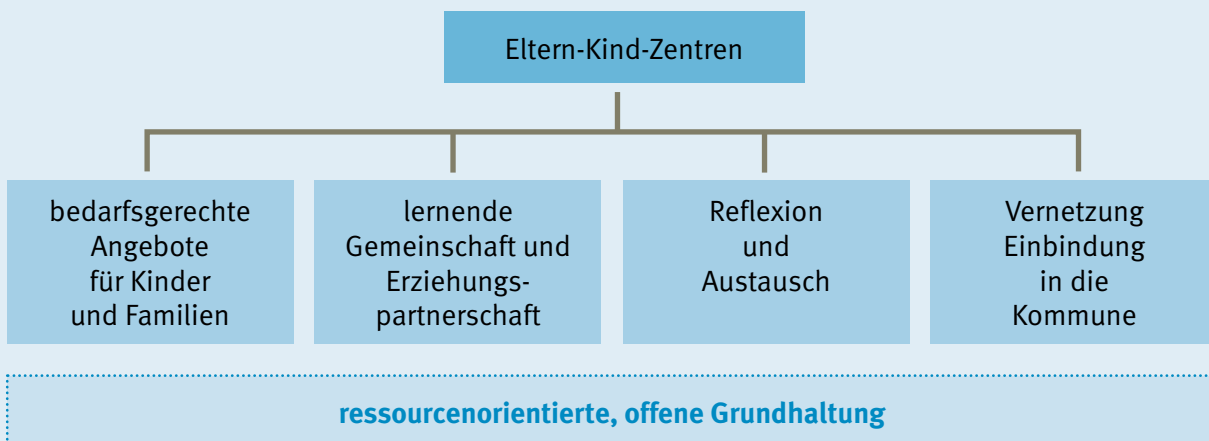 Eltern-Kind-Zentren
bedarfsgerechte
Angebote
für Kinder
und Familien
lernende
Gemeinschaft und
Erziehungs-
partnerschaft
Reflexion
und
Austausch
Vernetzung
Einbindung
in die
Kommune
ressourcenorientierte, offene Grundhaltung